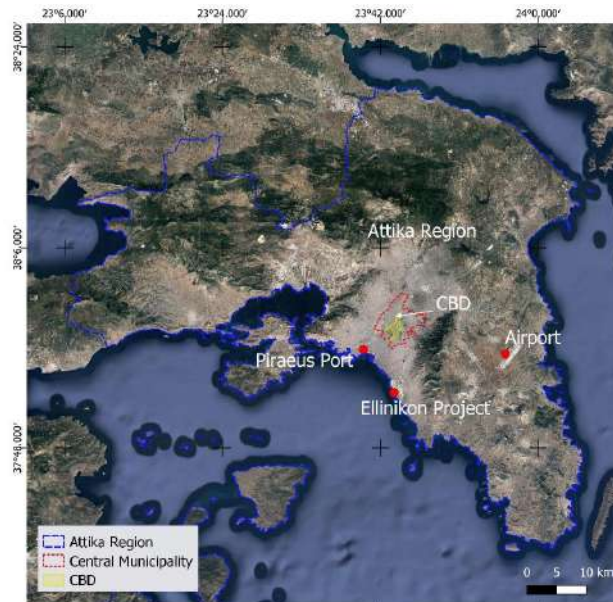 23°6,000' 23°24,000' 23°42,000' 24°0,000'
38°24,000'
38°6,000'
37°48,000'
Attika Region
CBD
Airport
Piraeus Port
Ellinikon Project
Attika Region
Central Municipality
CBD
0 5 10 km